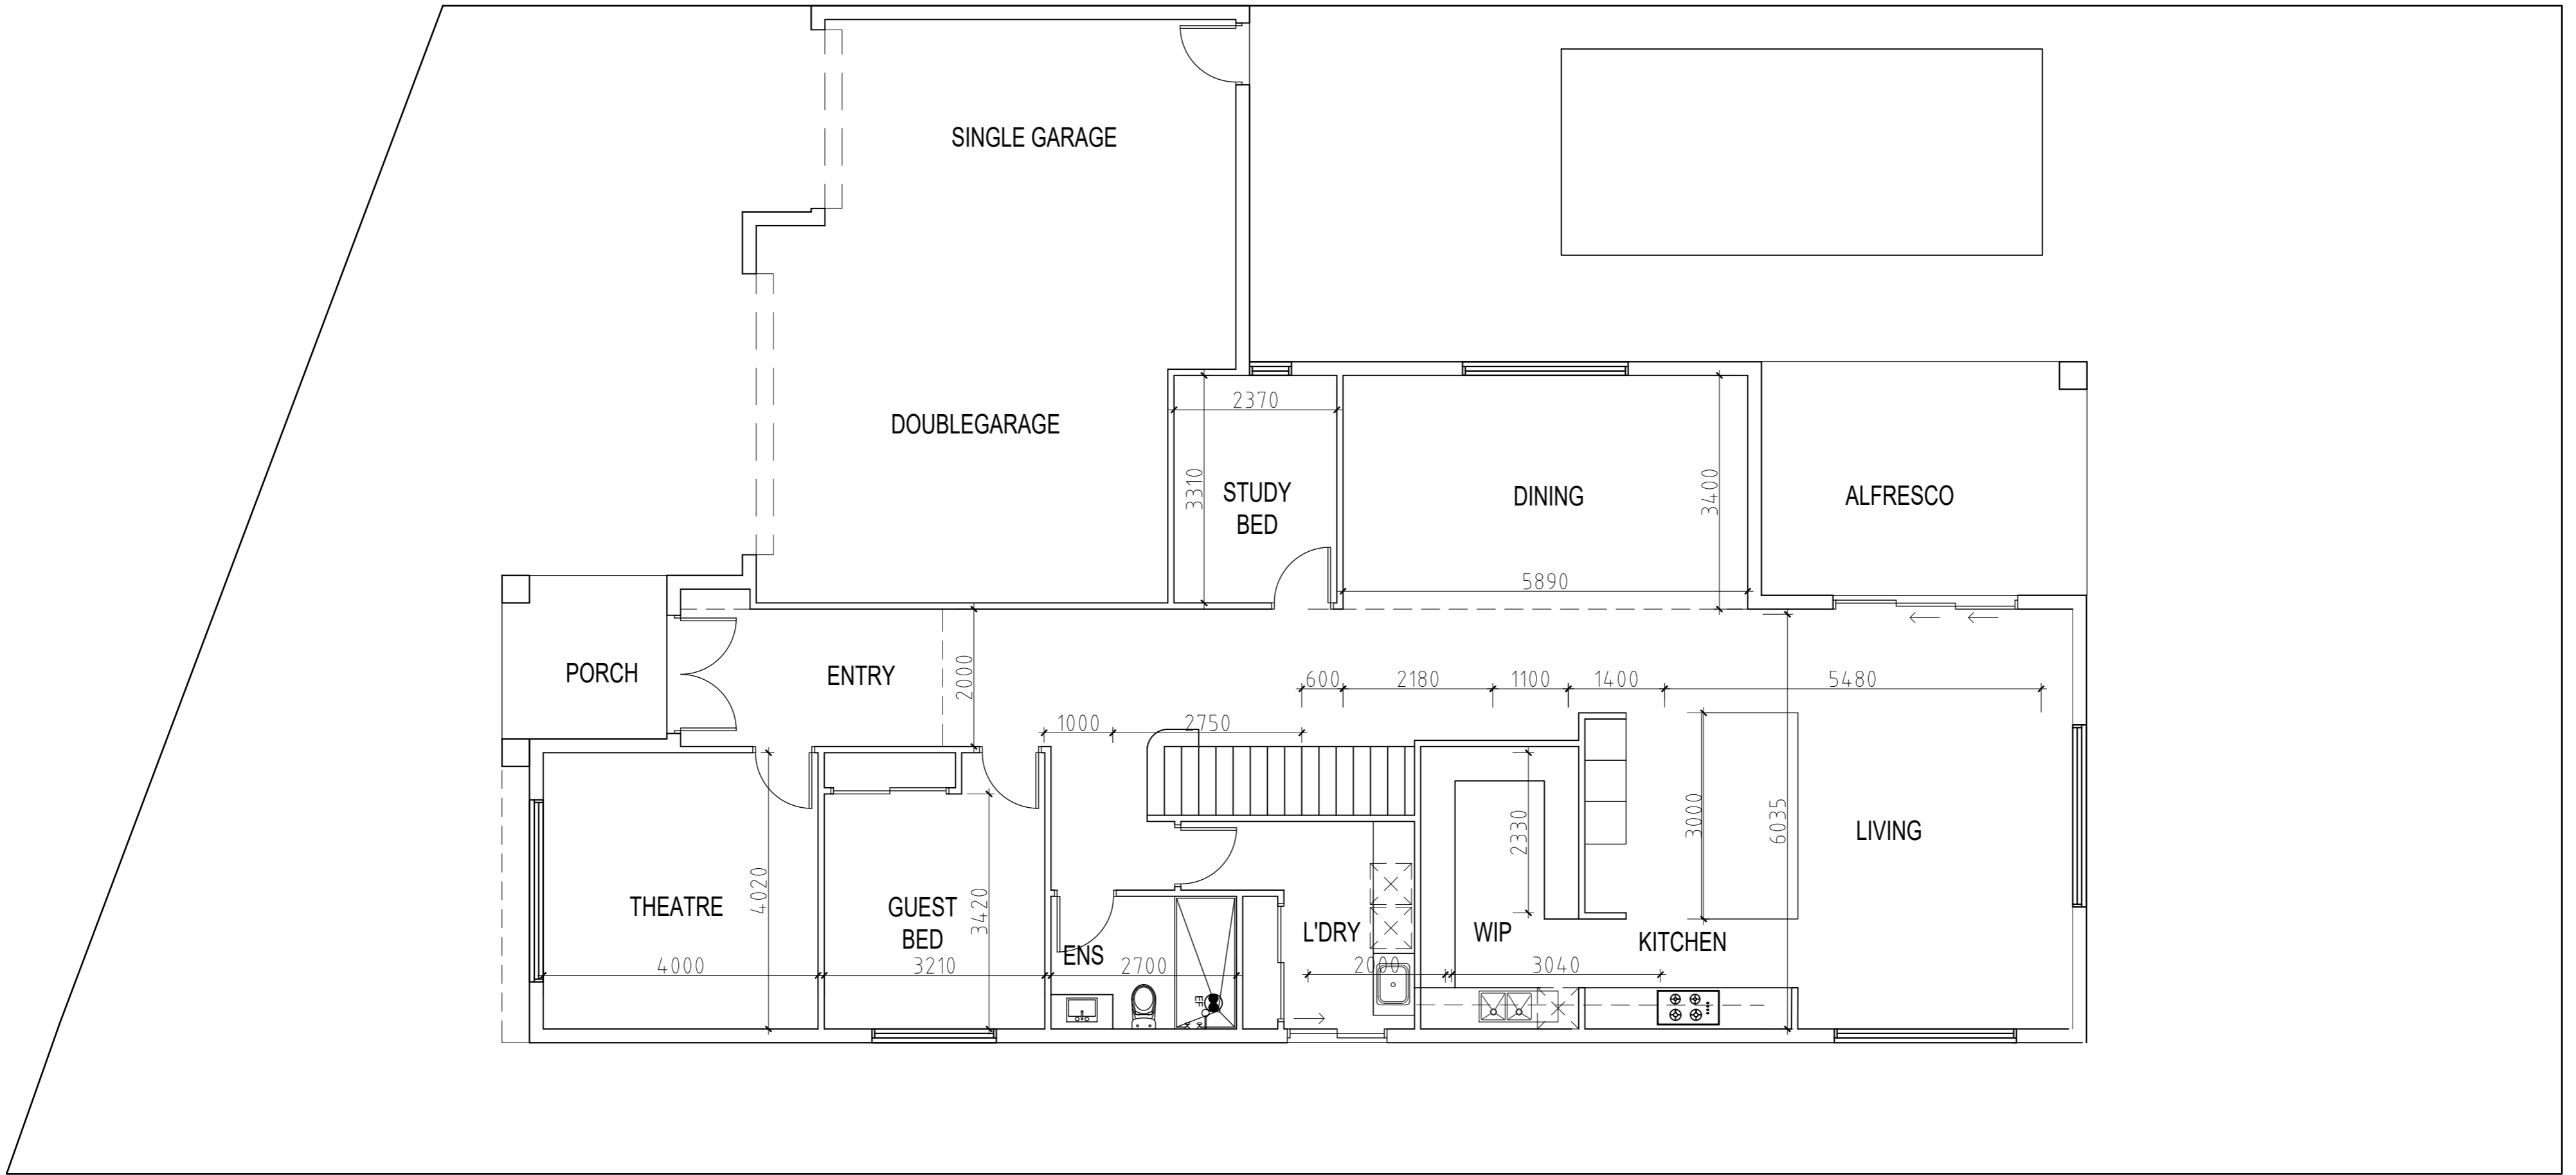 SINGLE GARAGE
DOUBLEGARAGE
2370
3310
STUDY
BED
DINING
3400
5890
ALFRESCO
PORCH
ENTRY
2000
600
2180
1100
1400
5480
1000
2750
THEATRE
4020
4000
GUEST
BED
3420
3210
ENS
2700
EF
L'DRY
2000
WIP
2330
3040
KITCHEN
3000
6035
LIVING